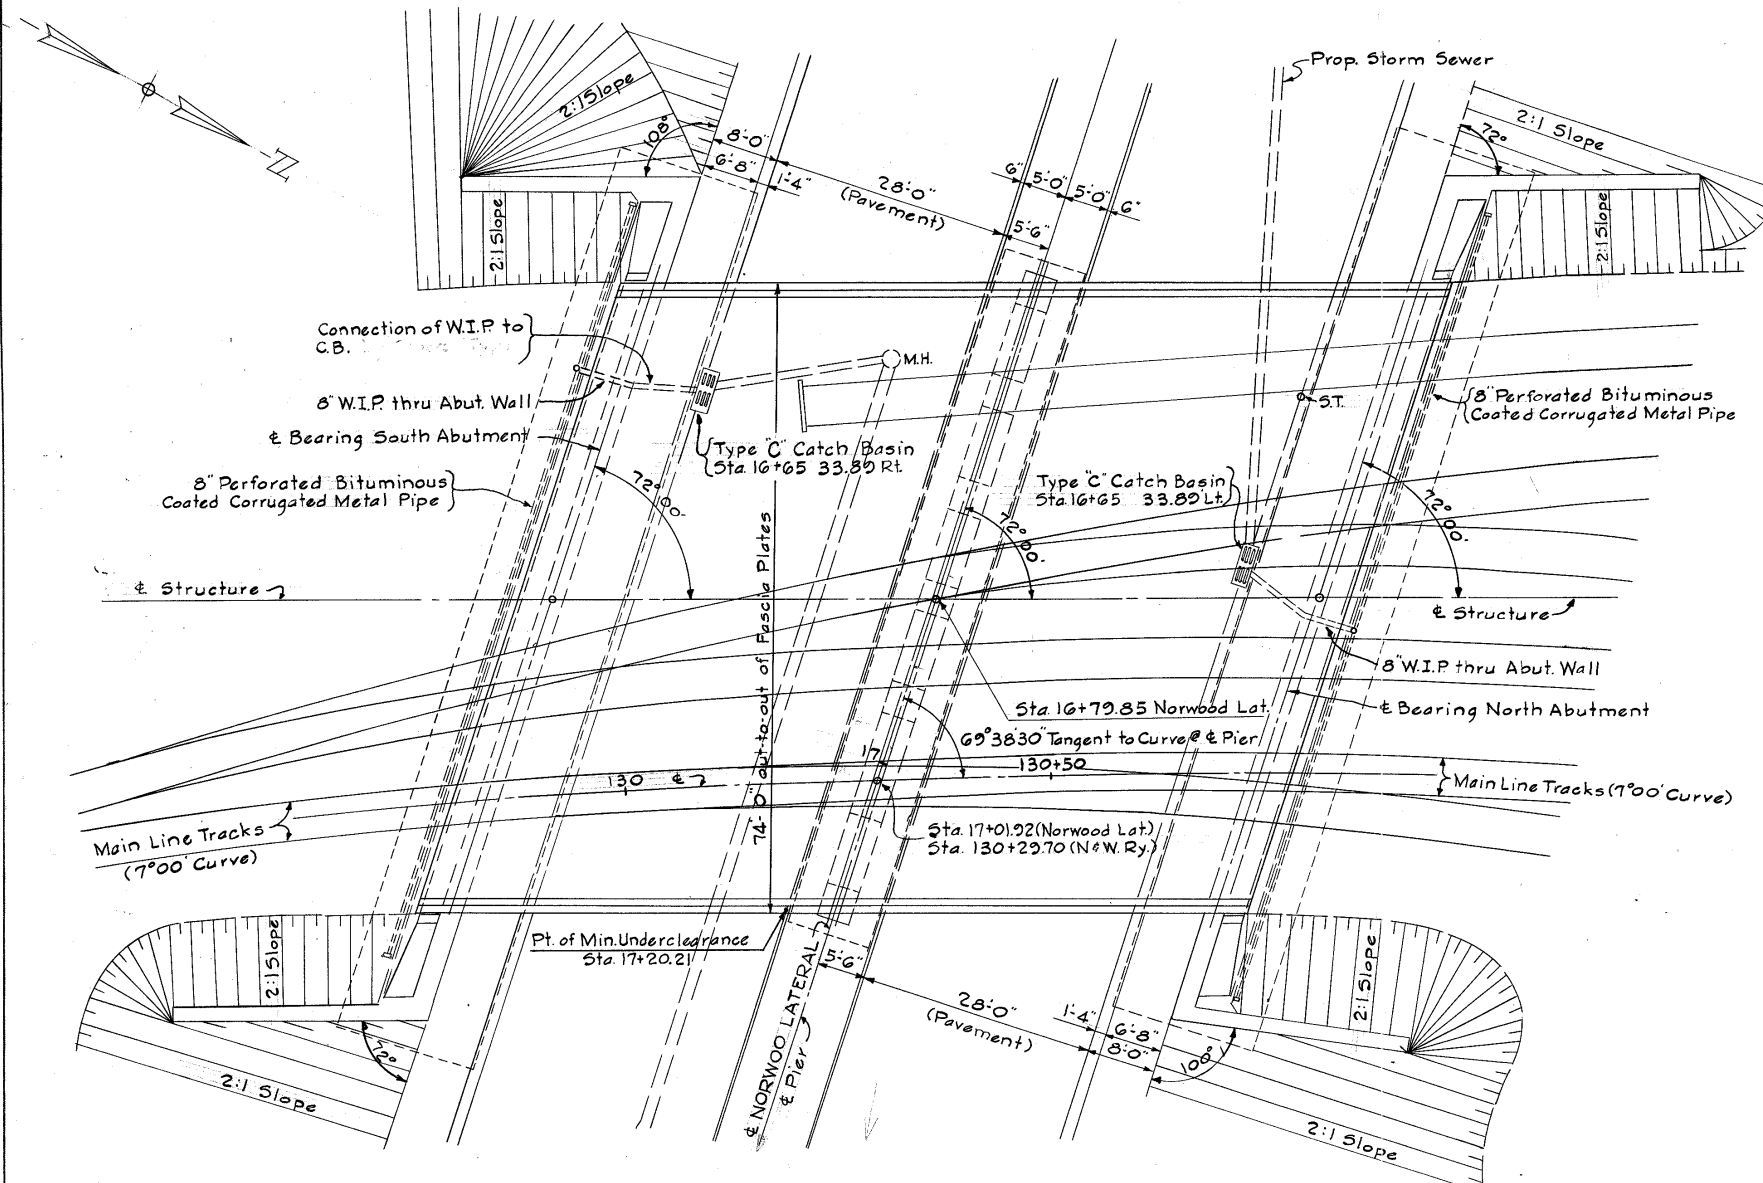 N
2:1 Slope
108°
8'-0"
6'-8"
1'-4"
28'-0"
(Pavement)
6"
5'-0"
5'-0"
6"
5'-6"
Prop. Storm Sewer
72°
2:1 Slope
2:1 Slope
2:1 Slope
Connection of W.I.P. to
C.B.
M.H.
8" W.I.P. thru Abut. Wall
S.T.
8" Perforated Bituminous
Coated Corrugated Metal Pipe
℄ Bearing South Abutment
Type "C" Catch Basin
Sta. 16+65 33.89 Rt.
8" Perforated Bituminous
Coated Corrugated Metal Pipe
72°00'
Type "C" Catch Basin
Sta. 16+65 33.89 Lt.
72°00'
72°00'
74'-0" out-to-out of Fascia Plates
℄ Structure
℄ Structure
8" W.I.P. thru Abut. Wall
Sta. 16+79.85 Norwood Lat.
℄ Bearing North Abutment
69°38'30" Tangent to Curve @ ℄ Pier
17
130+50
130 ℄
Main Line Tracks (7°00' Curve)
Main Line Tracks
(7°00' Curve)
Sta. 17+01.92 (Norwood Lat.)
Sta. 130+29.70 (N&W. Ry.)
Pt. of Min. Underclearance
Sta. 17+20.21
2:1 Slope
5'-6"
2:1 Slope
28'-0"
(Pavement)
1'-4"
6'-8"
8'-0"
100°
72°
2:1 Slope
℄ NORWOO LATERAL
℄ Pier
2:1 Slope